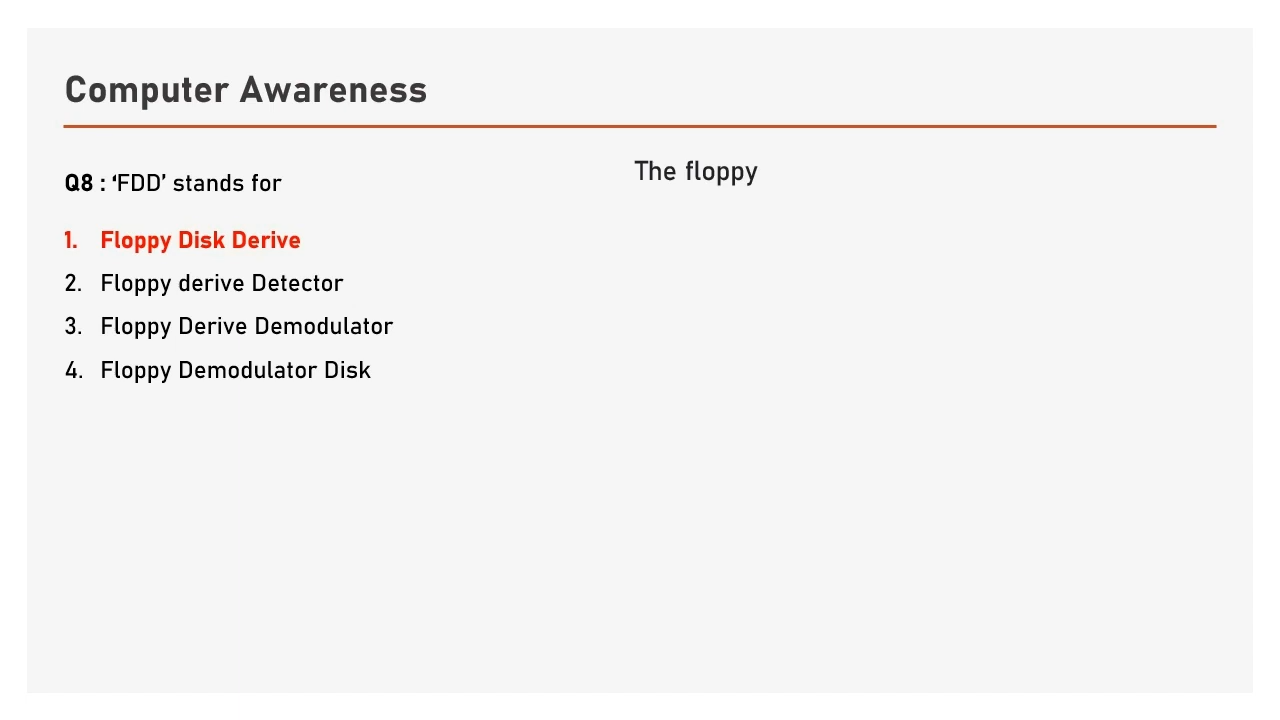 Computer Awareness
Q8 : ‘FDD’ stands for
1. Floppy Disk Derive
2. Floppy derive Detector
3. Floppy Derive Demodulator
4. Floppy Demodulator Disk
The floppy